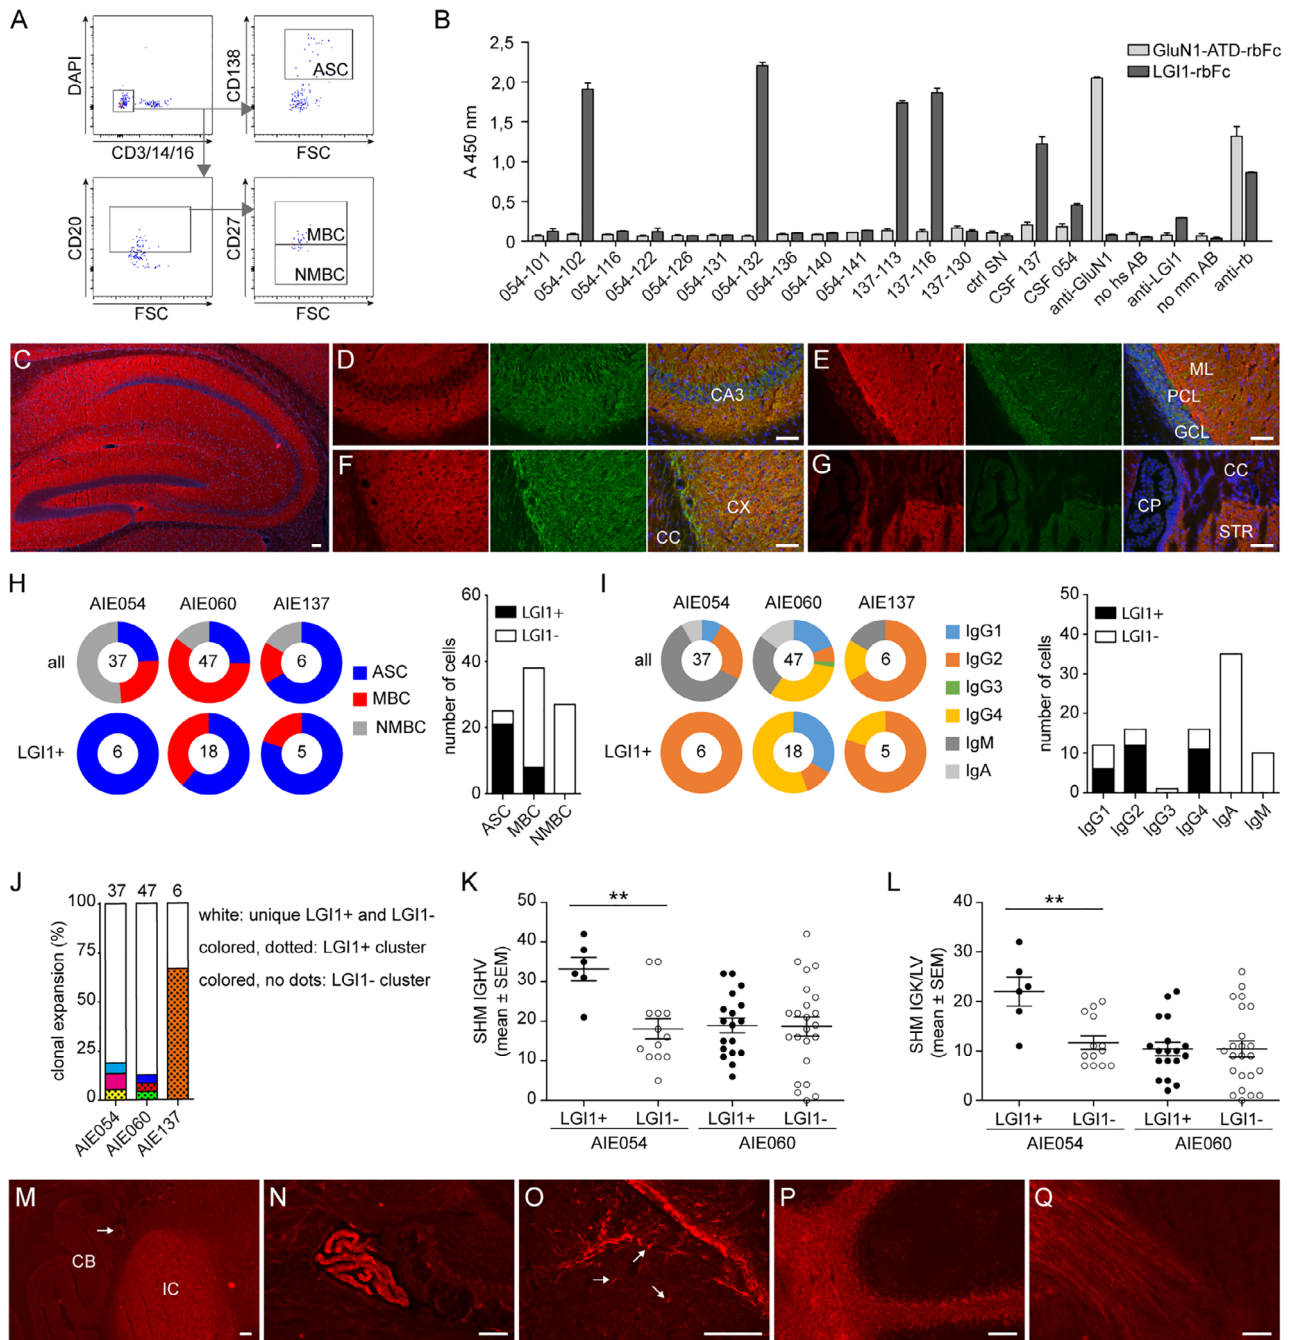 A
DAPI
CD3/14/16
CD138
ASC
FSC
CD20
FSC
CD27
MBC
NMBC
FSC
B
A 450 nm
2,5
2,0
1,5
1,0
0,5
0
GluN1-ATD-rbFc
LGI1-rbFc
054-101
054-102
054-116
054-122
054-126
054-131
054-132
054-136
054-140
054-141
137-113
137-116
137-130
ctrl SN
CSF 137
CSF 054
anti-GluN1
no hs AB
anti-LGI1
no mm AB
anti-rb
C
D
CA3
E
ML
PCL
GCL
F
CX
CC
G
CC
CP
STR
H
AIE054 AIE060 AIE137
all 37 47 6
LGI1+ 6 18 5
ASC
MBC
NMBC
number of cells
60
40
20
0
LGI1+
LGI1-
ASC
MBC
NMBC
I
AIE054 AIE060 AIE137
all 37 47 6
LGI1+ 6 18 5
IgG1
IgG2
IgG3
IgG4
IgM
IgA
number of cells
50
40
30
20
10
0
LGI1+
LGI1-
IgG1
IgG2
IgG3
IgG4
IgA
IgM
J
37 47 6
clonal expansion (%)
100
50
25
0
AIE054
AIE060
AIE137
white: unique LGI1+ and LGI1-
colored, dotted: LGI1+ cluster
colored, no dots: LGI1- cluster
K
SHM IGHV
(mean ± SEM)
50
40
30
20
10
0
**
LGI1+ LGI1- LGI1+ LGI1-
AIE054 AIE060
L
SHM IGK/LV
(mean ± SEM)
40
30
20
10
0
**
LGI1+ LGI1- LGI1+ LGI1-
AIE054 AIE060
M
CB
IC
N
O
P
Q